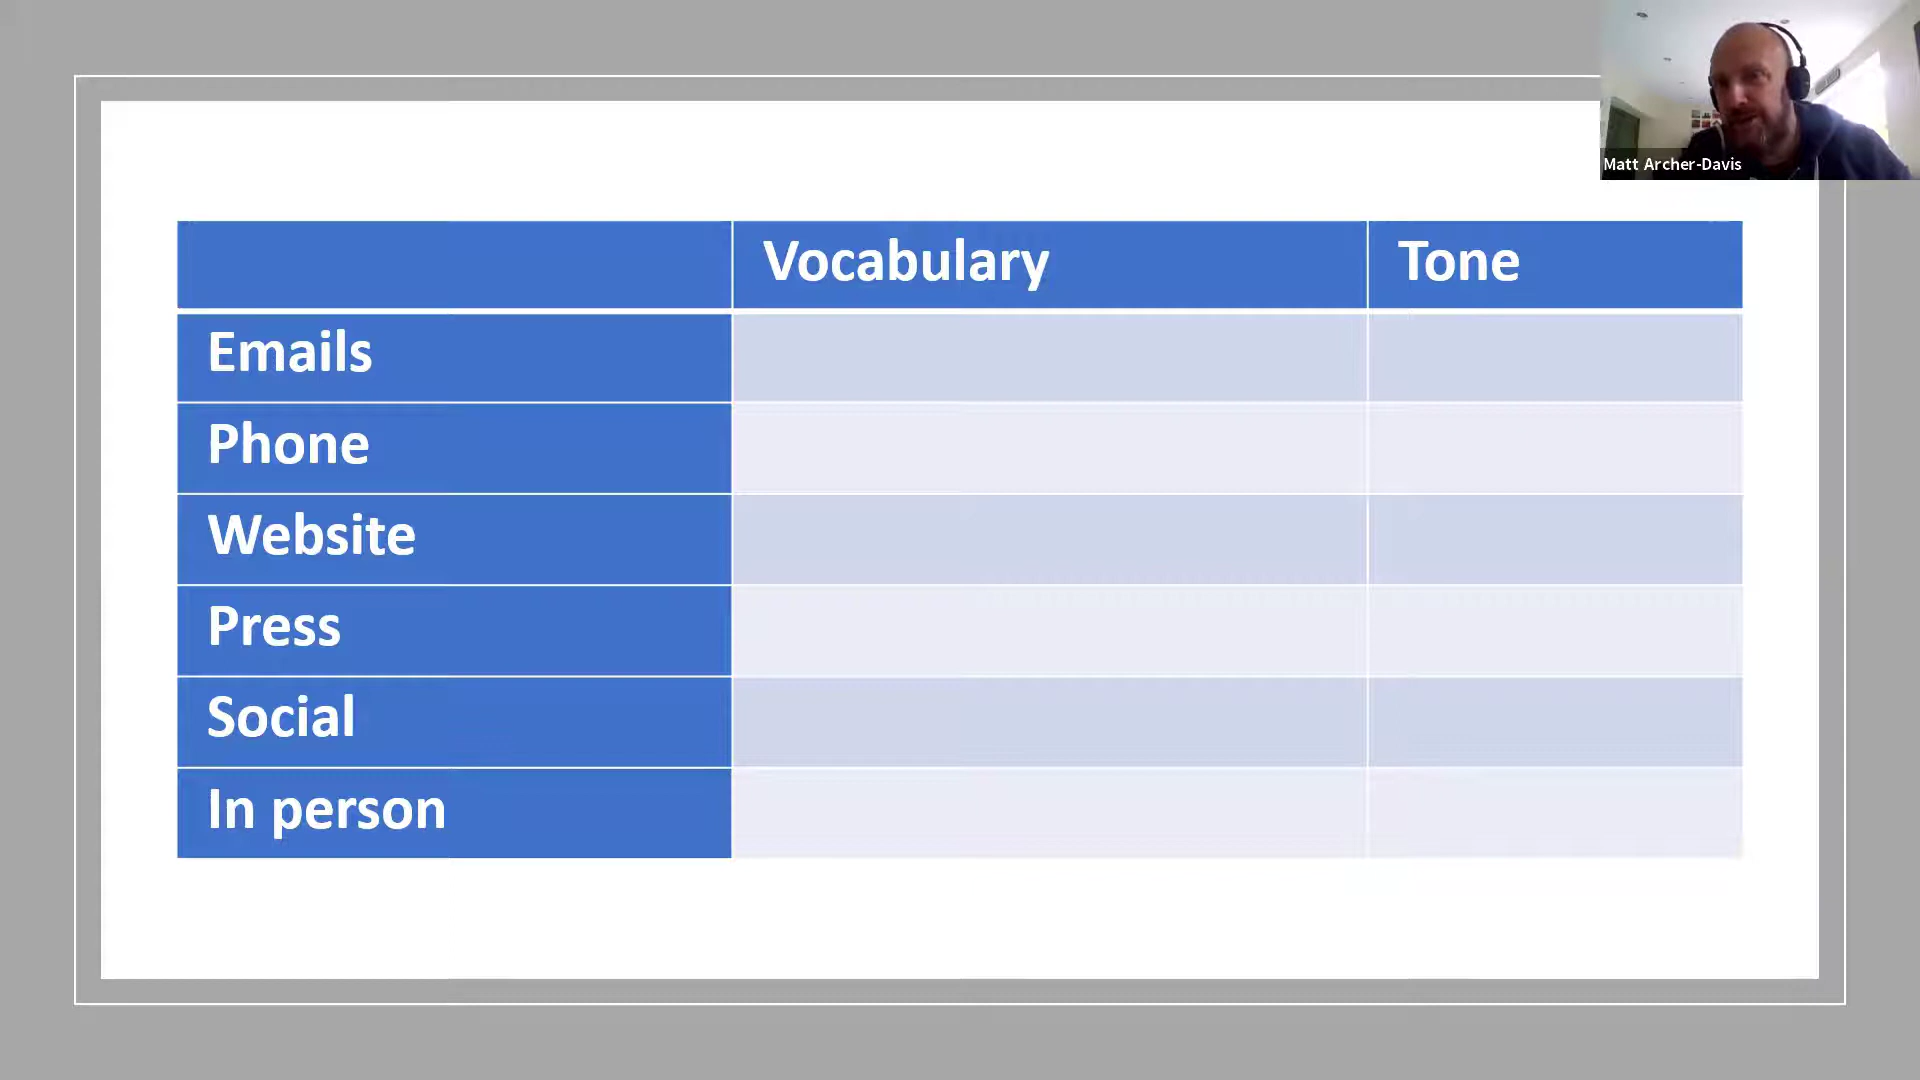 Matt Archer-Davis
Vocabulary Tone
Emails
Phone
Website
Press
Social
In person